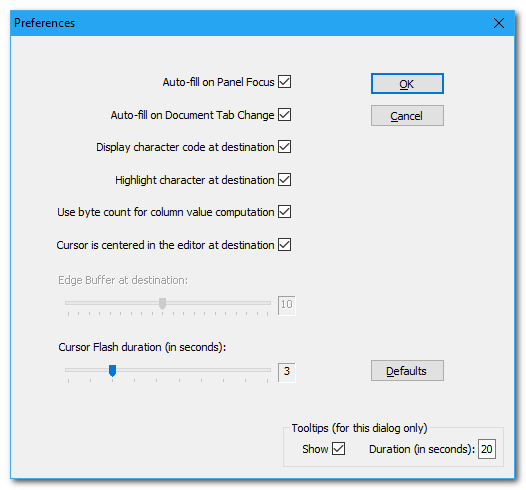 Preferences
Auto-fill on Panel Focus
OK
Auto-fill on Document Tab Change
Cancel
Display character code at destination
Highlight character at destination
Use byte count for column value computation
Cursor is centered in the editor at destination
Edge Buffer at destination:
10
Cursor Flash duration (in seconds):
3
Defaults
Tooltips (for this dialog only)
Show Duration (in seconds): 20